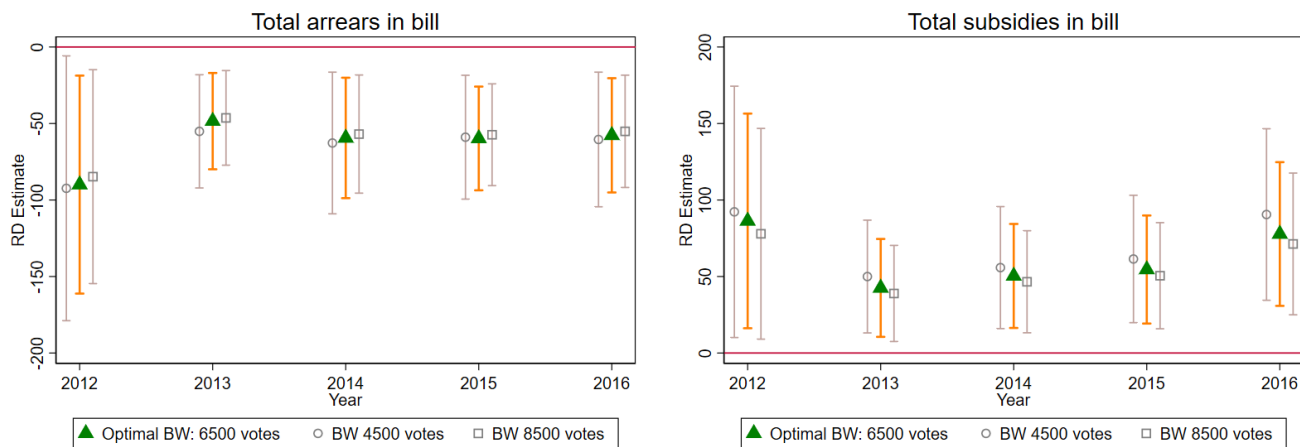 Total arrears in bill
0
-50
-100
-150
-200
RD Estimate
2012 2013 2014 2015 2016
Year
Optimal BW: 6500 votes BW 4500 votes BW 8500 votes
Total subsidies in bill
200
150
100
50
0
RD Estimate
2012 2013 2014 2015 2016
Year
Optimal BW: 6500 votes BW 4500 votes BW 8500 votes